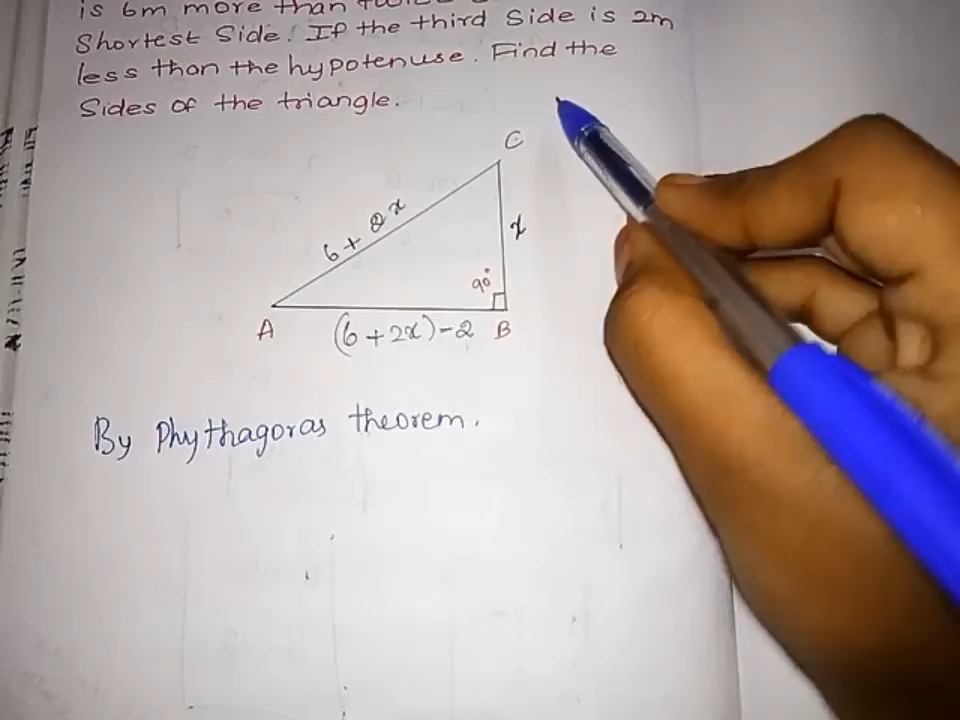 is 6m more than
Shortest Side. If the third Side is 2m
less than the hypotenuse. Find the
Sides of the triangle.
C
6 + 2x
x
90°
A
(6 + 2x) - 2
B
By Phythagoras theorem.